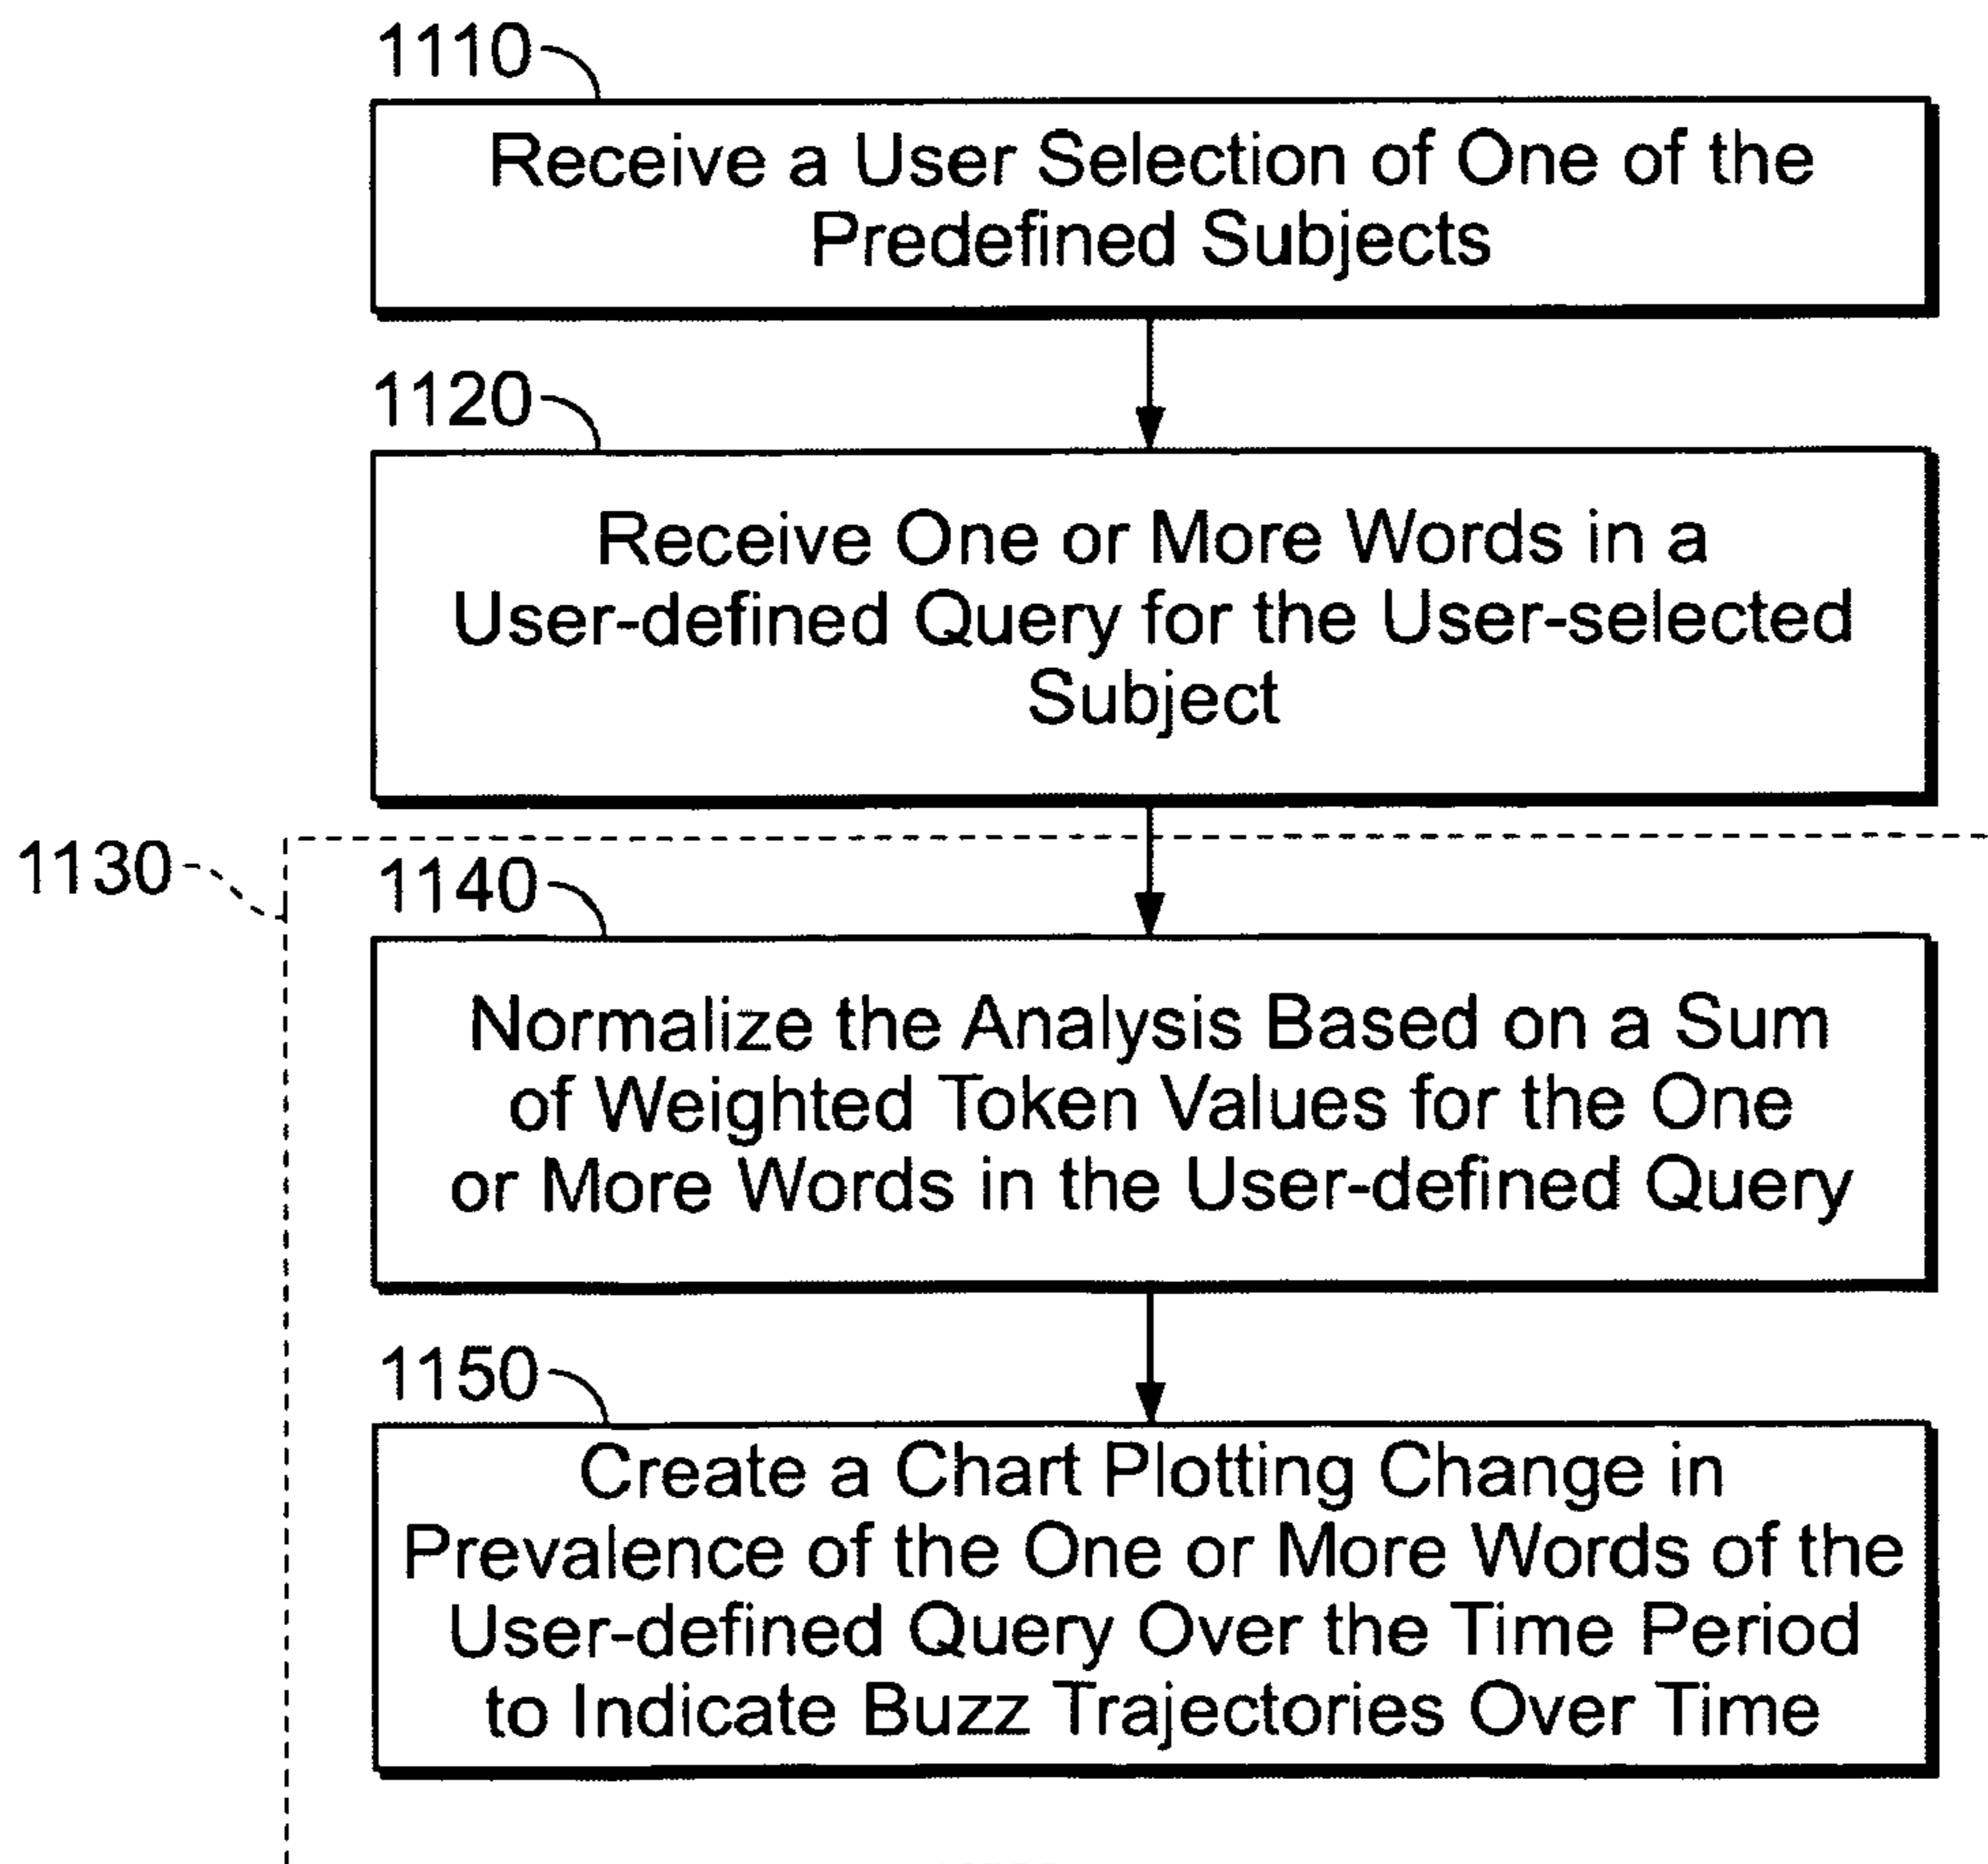 1110
Receive a User Selection of One of the
Predefined Subjects
1120
Receive One or More Words in a
User-defined Query for the User-selected
Subject
1130
1140
Normalize the Analysis Based on a Sum
of Weighted Token Values for the One
or More Words in the User-defined Query
1150
Create a Chart Plotting Change in
Prevalence of the One or More Words of the
User-defined Query Over the Time Period
to Indicate Buzz Trajectories Over Time